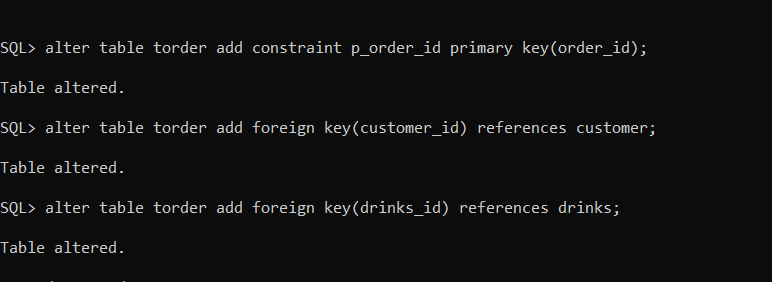 SQL> alter table torder add constraint p_order_id primary key(order_id);
Table altered.
SQL> alter table torder add foreign key(customer_id) references customer;
Table altered.
SQL> alter table torder add foreign key(drinks_id) references drinks;
Table altered.